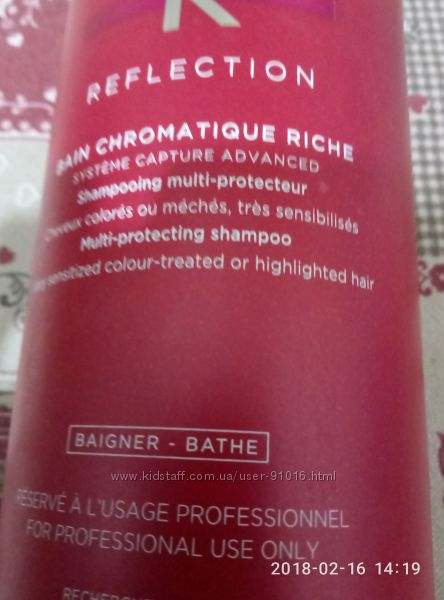 K
REFLECTION
BAIN CHROMATIQUE RICHE
SYSTÈME CAPTURE ADVANCED
Shampooing multi-protecteur
Cheveux colorés ou méchés, très sensibilisés
Multi-protecting shampoo
sensitized colour-treated or highlighted hair
BAIGNER - BATHE
www.kidstaff.com.ua/user-91016.html
RÉSERVÉ À L'USAGE PROFESSIONNEL
FOR PROFESSIONAL USE ONLY
2018-02-16 14:19